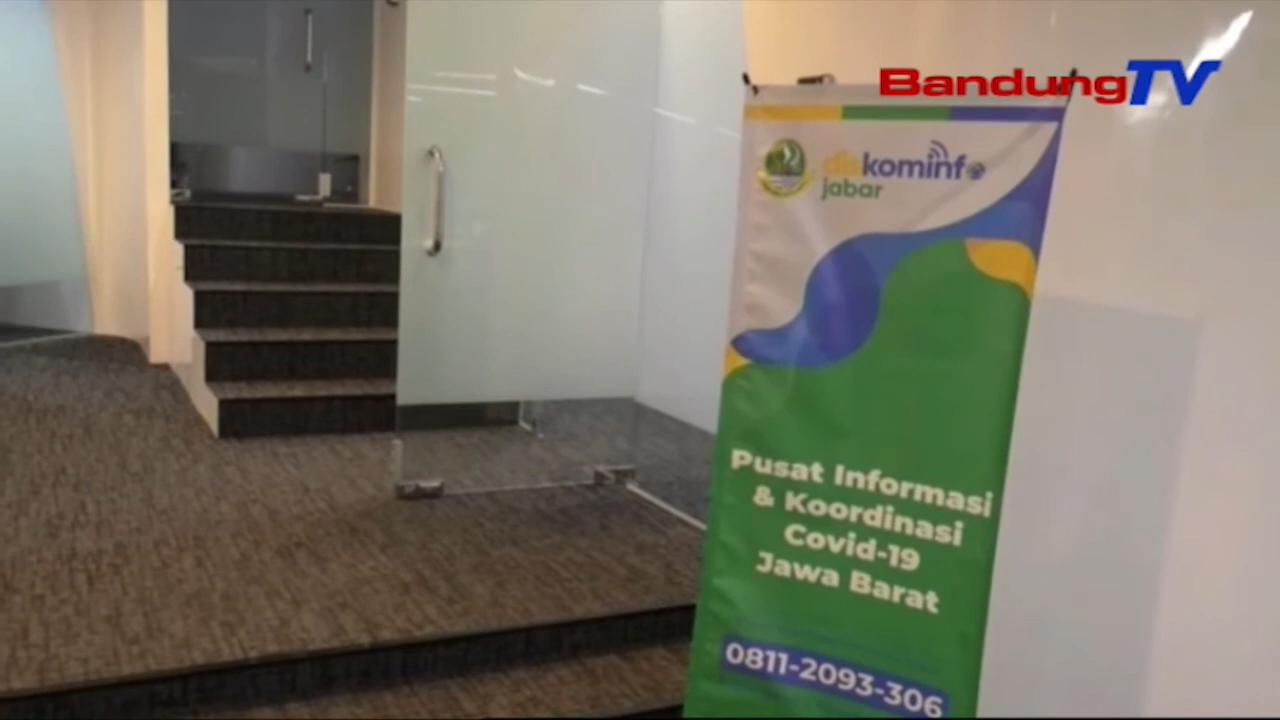 BandungTV
diskominfo
jabar
Pusat Informasi
& Koordinasi
Covid-19
Jawa Barat
0811-2093-306